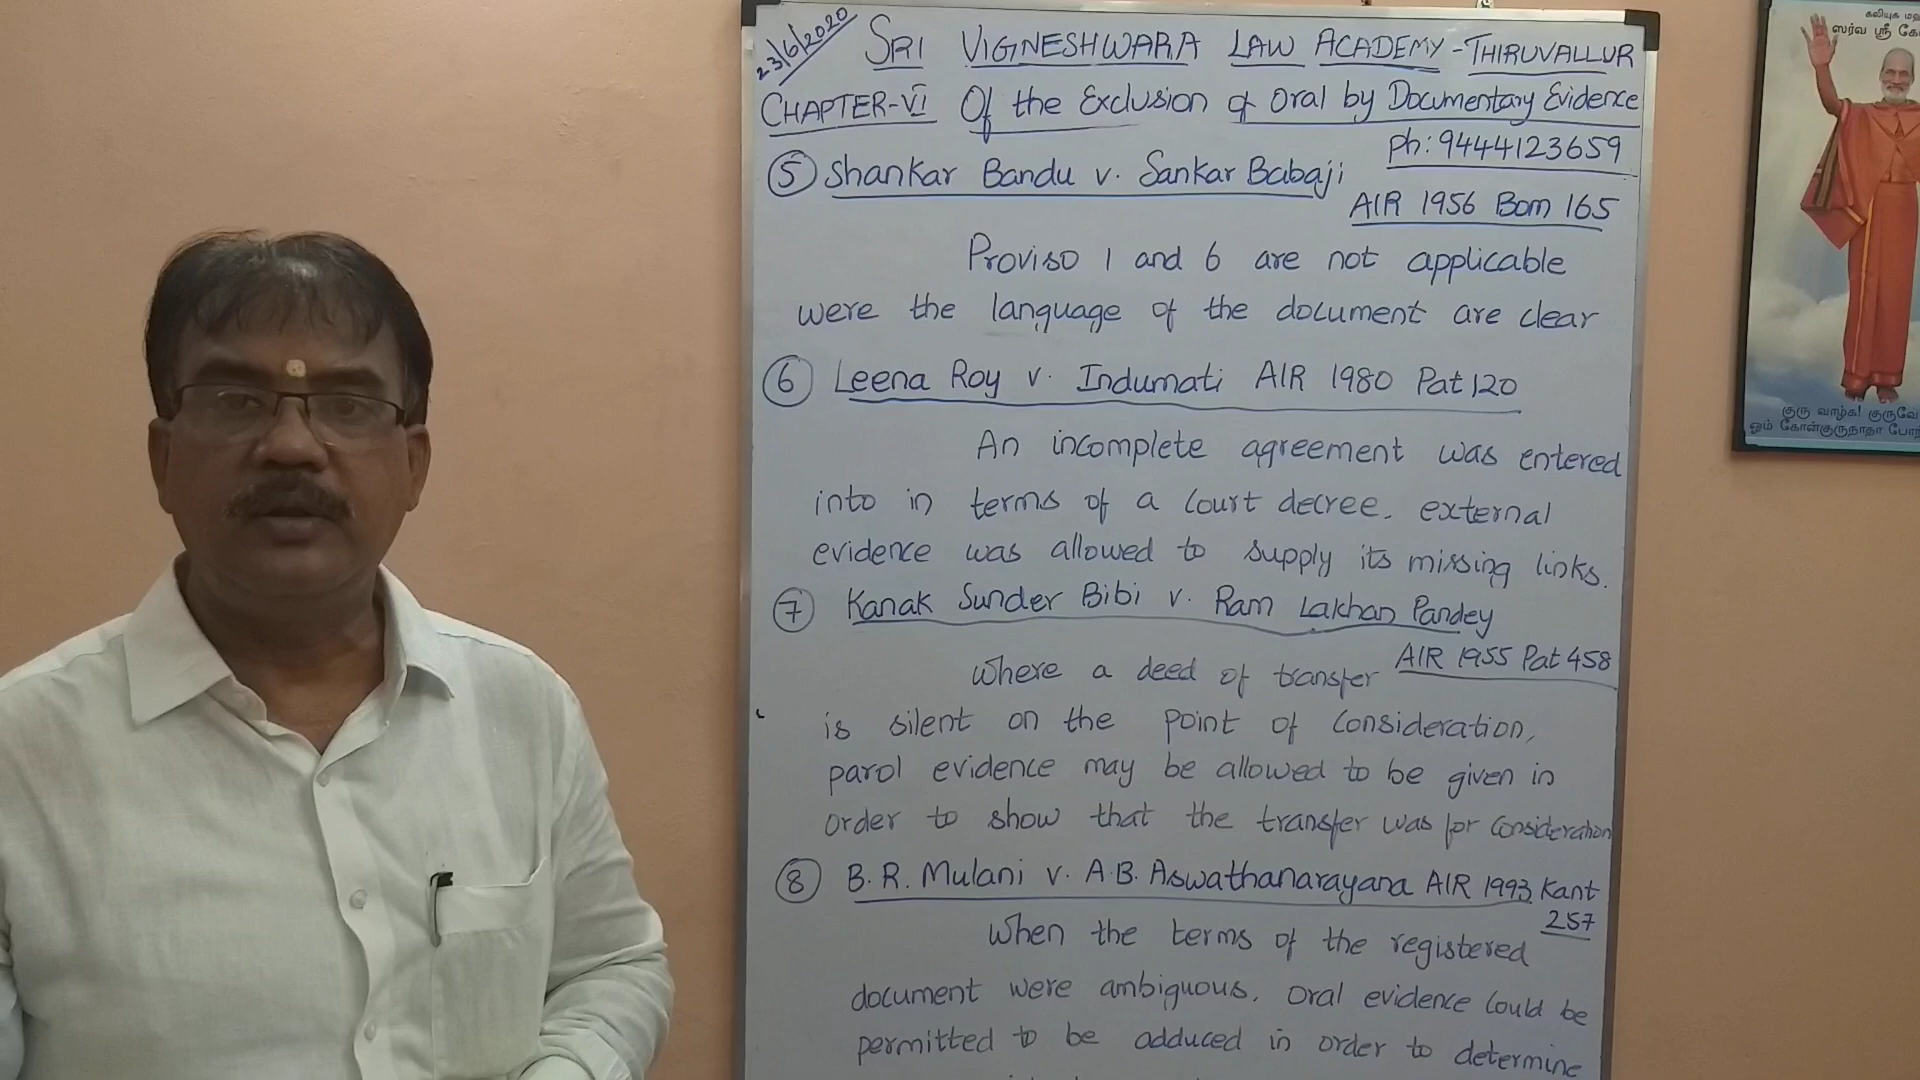 23/6/2020
SRI VIGNESHWARA LAW ACADEMY - THIRUVALLUR
CHAPTER-VI Of the Exclusion of Oral by Documentary Evidence
Ph: 9444123659
⑤ Shankar Bandu v. Sankar Babaji
AIR 1956 Bom 165
Proviso 1 and 6 are not applicable
were the language of the document are clear
⑥ Leena Roy v. Indumati AIR 1980 Pat 120
An incomplete agreement was entered
into in terms of a court decree. external
evidence was allowed to supply its missing links.
⑦ Kanak Sunder Bibi v. Ram Lakhan Pandey
AIR 1955 Pat 458
Where a deed of transfer
is silent on the point of consideration,
parol evidence may be allowed to be given in
order to show that the transfer was for consideration
⑧ B.R. Mulani v. A.B. Aswathanarayana AIR 1993 Kant
257
When the terms of the registered
document were ambiguous, oral evidence could be
permitted to be adduced in order to determine
கலியுக
ஸர்வ ஸ்ரீ
குரு வாழ்க!
ஓம் கோன்குருநாதா